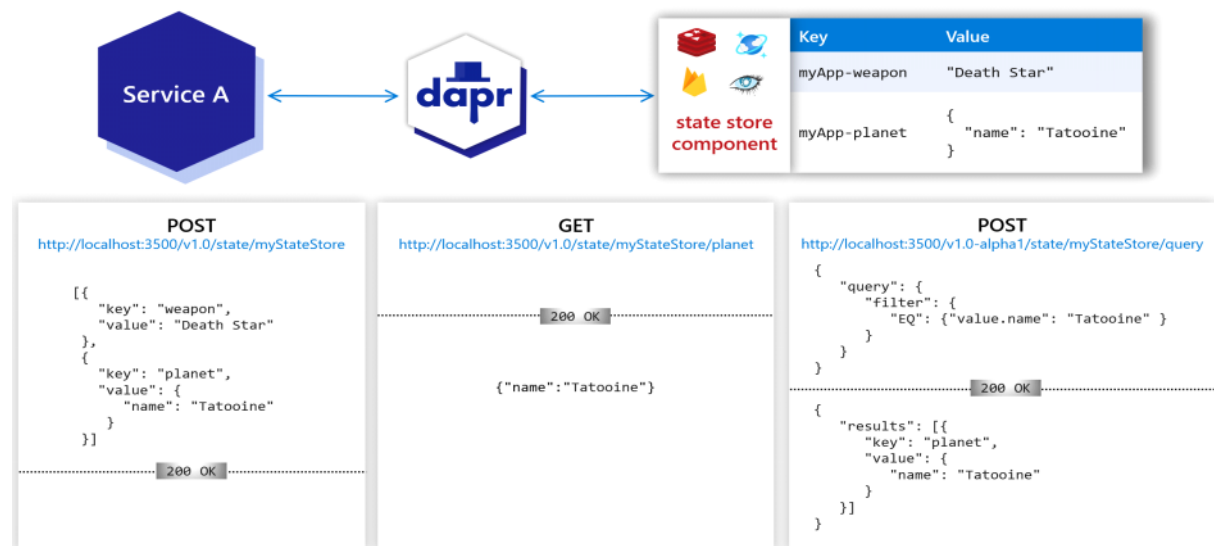 Service A
dapr
state store
component
Key Value
myApp-weapon "Death Star"
myApp-planet {
"name": "Tatooine"
}
POST
http://localhost:3500/v1.0/state/myStateStore
[{
"key": "weapon",
"value": "Death Star"
},
{
"key": "planet",
"value": {
"name": "Tatooine"
}
}]
200 OK
GET
http://localhost:3500/v1.0/state/myStateStore/planet
200 OK
{"name":"Tatooine"}
POST
http://localhost:3500/v1.0-alpha1/state/myStateStore/query
{
"query": {
"filter": {
"EQ": {"value.name": "Tatooine" }
}
}
}
200 OK
{
"results": [{
"key": "planet",
"value": {
"name": "Tatooine"
}
}]
}